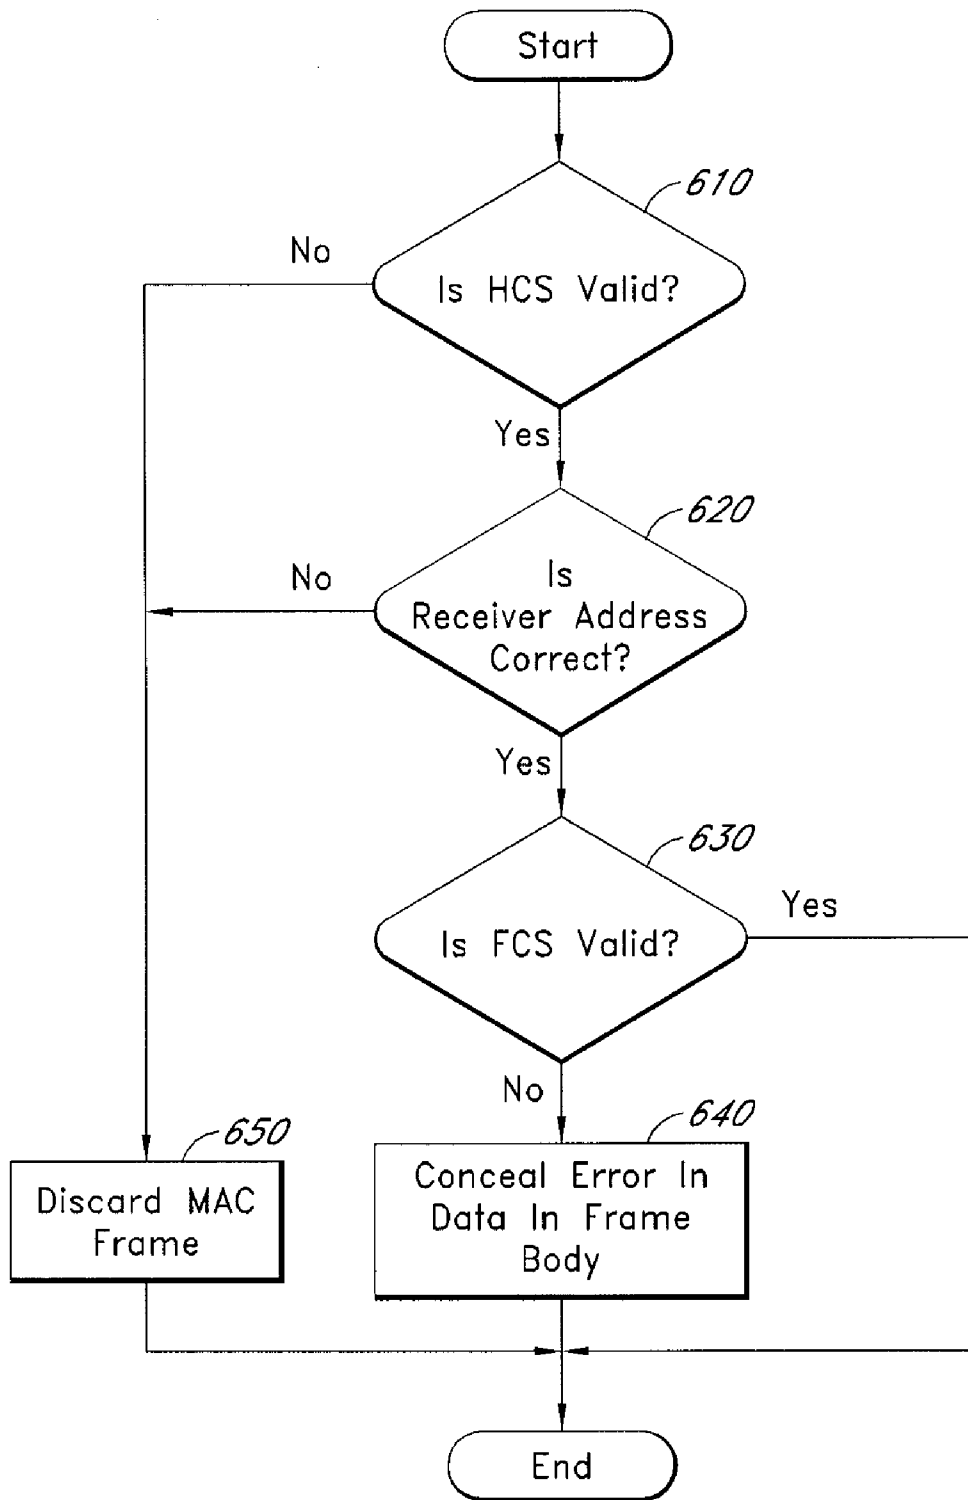 Start
610
No
Is HCS Valid?
Yes
620
No
Is
Receiver Address
Correct?
Yes
630
Yes
Is FCS Valid?
No
640
650
Conceal Error In
Data In Frame
Body
Discard MAC
Frame
End